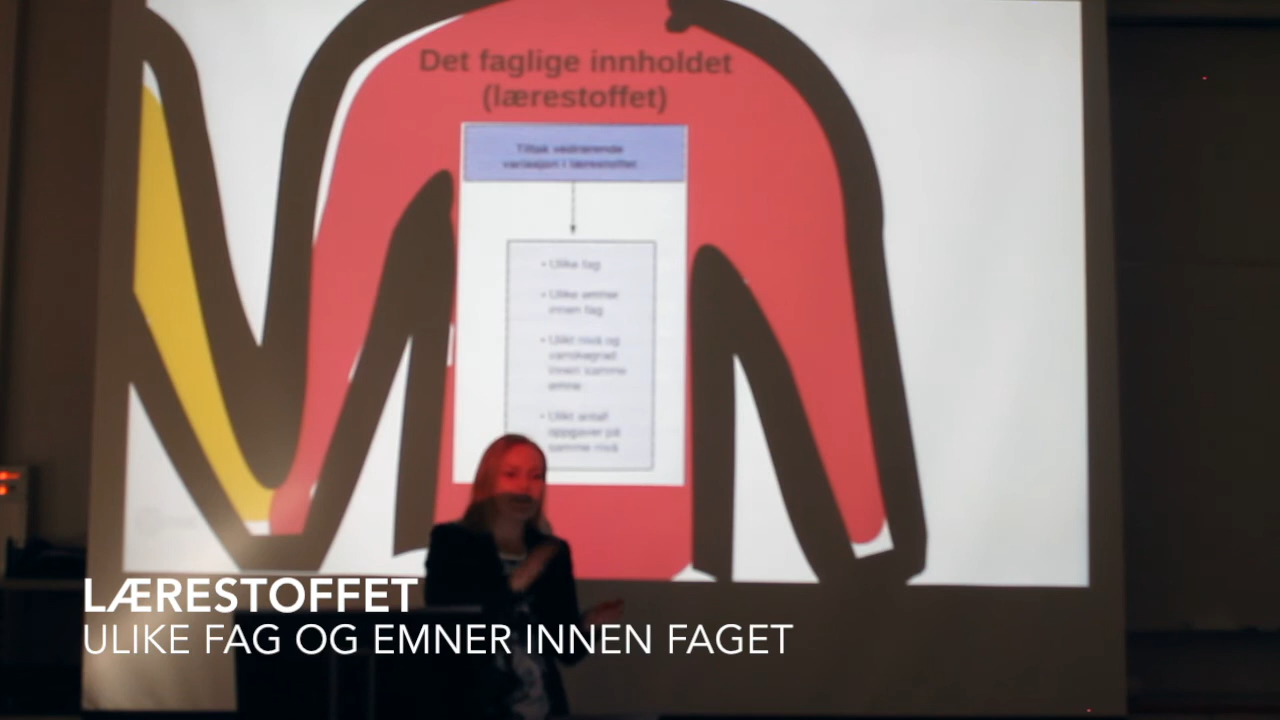 Det faglige innholdet
(lærestoffet)
Tiltak vedrørende
variasjon i lærestoffet
• Ulike fag
• Ulike emner
innen fag
• Ulikt nivå og
vanskegrad
innen samme
emne
• Ulikt antall
oppgaver på
samme nivå
LÆRESTOFFET
ULIKE FAG OG EMNER INNEN FAGET